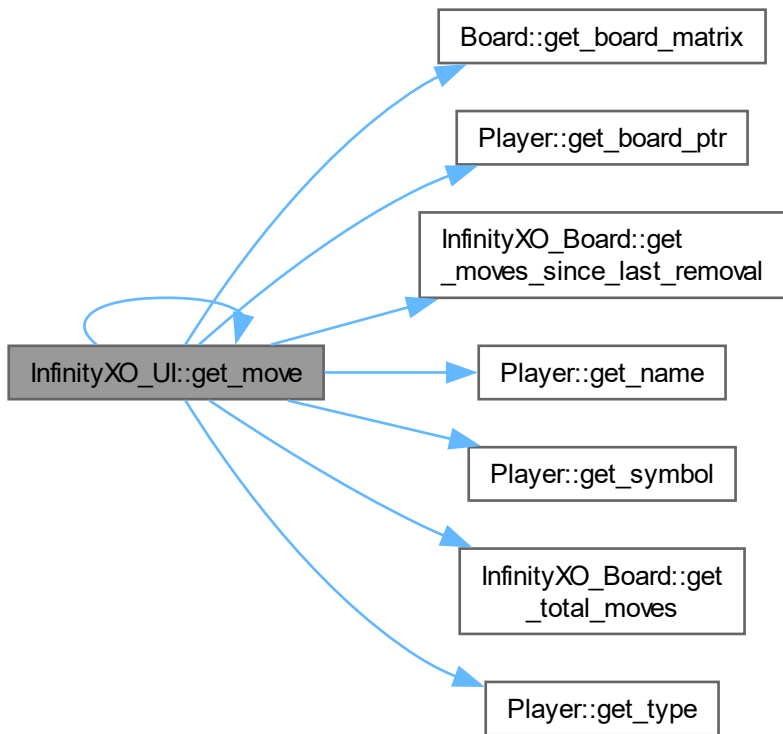 Board::get_board_matrix
Player::get_board_ptr
InfinityXO_Board::get
_moves_since_last_removal
InfinityXO_UI::get_move
Player::get_name
Player::get_symbol
InfinityXO_Board::get
_total_moves
Player::get_type